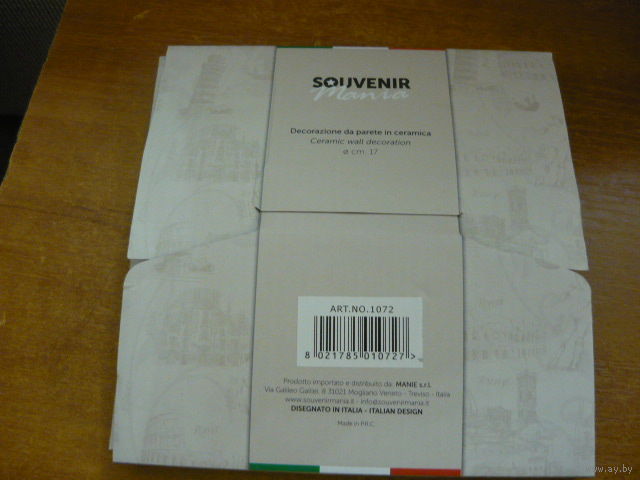 SOUVENIR
Mania
Decorazione da parete in ceramica
Ceramic wall decoration
ø cm. 17
ART.NO.1072
8 021785 010727 >
Prodotto importato e distribuito da: MANIE s.r.l.
Via Galileo Galilei, 8 31021 Mogliano Veneto - Treviso - Italia
www.souvenirmania.it - info@souvenirmania.it
DISEGNATO IN ITALIA - ITALIAN DESIGN
Made in P.R.C.
www.ay.by